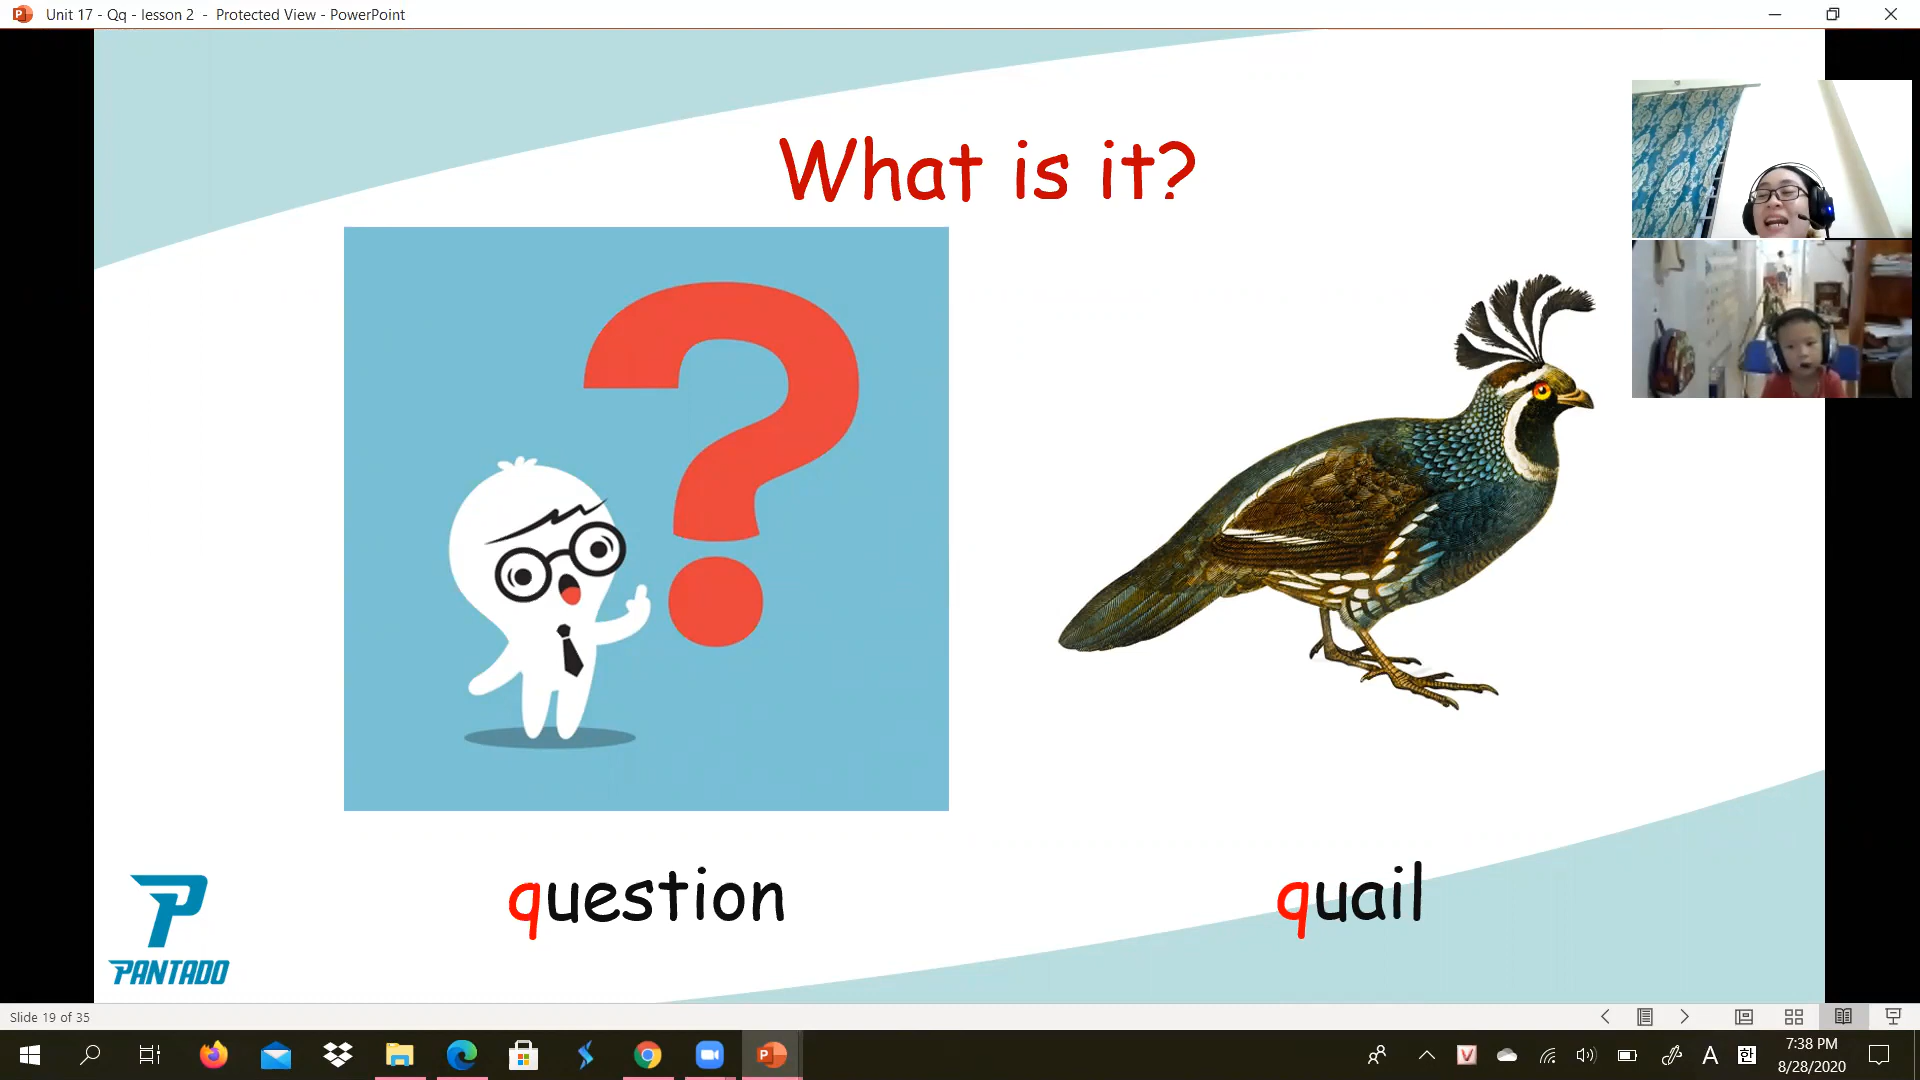 Unit 17 - Qq - lesson 2 - Protected View - PowerPoint
What is it?
question
quail
PANTADO
Slide 19 of 35
A
한
7:38 PM
8/28/2020